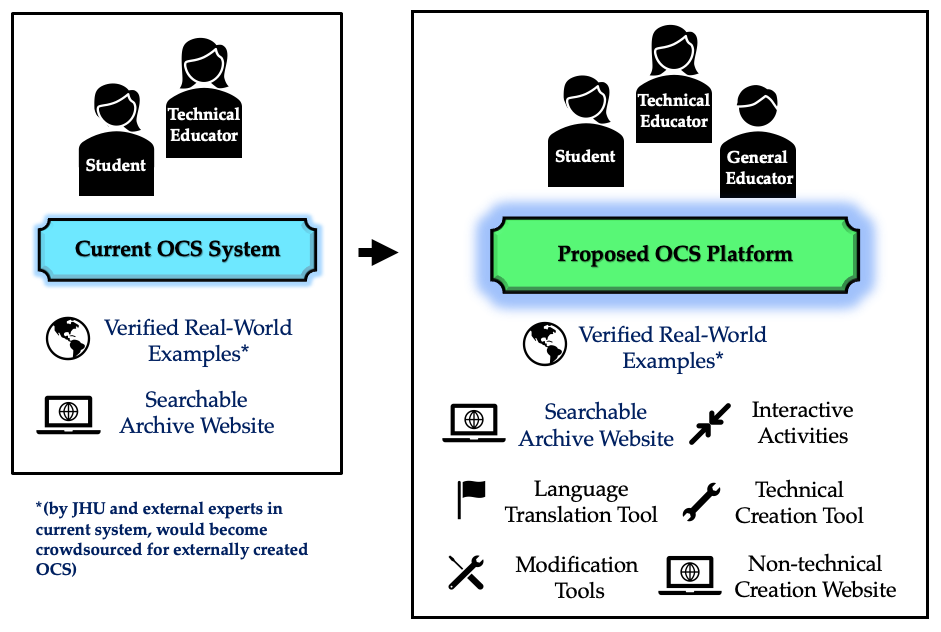 Student
Technical
Educator
Current OCS System
Verified Real-World
Examples*
Searchable
Archive Website
*(by JHU and external experts in
current system, would become
crowdsourced for externally created
OCS)
Student
Technical
Educator
General
Educator
Proposed OCS Platform
Verified Real-World
Examples*
Searchable
Archive Website
Interactive
Activities
Language
Translation Tool
Technical
Creation Tool
Modification
Tools
Non-technical
Creation Website